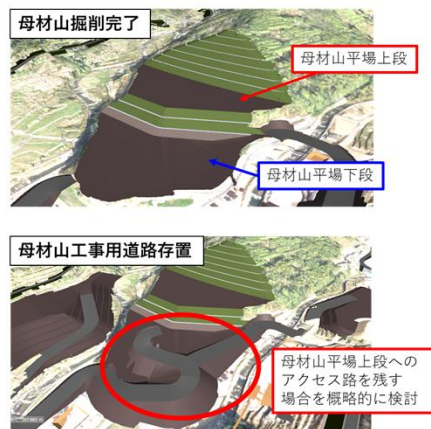 母材山掘削完了
母材山平場上段
母材山平場下段
母材山工事用道路存置
母材山平場上段への
アクセス路を残す
場合を概略的に検討